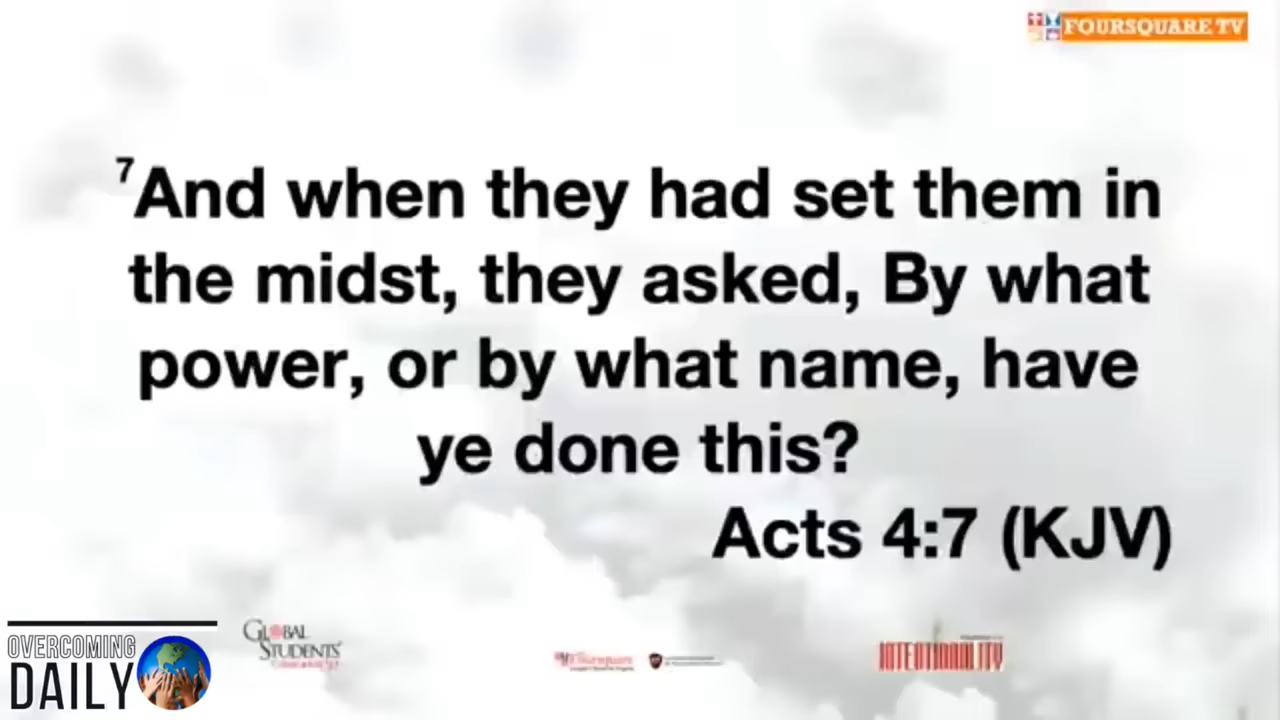 FOURSQUARE TV
7And when they had set them in
the midst, they asked, By what
power, or by what name, have
ye done this?
Acts 4:7 (KJV)
OVERCOMING
DAILY
GLOBAL
STUDENTS'
Foursquare
INTENTIONALITY